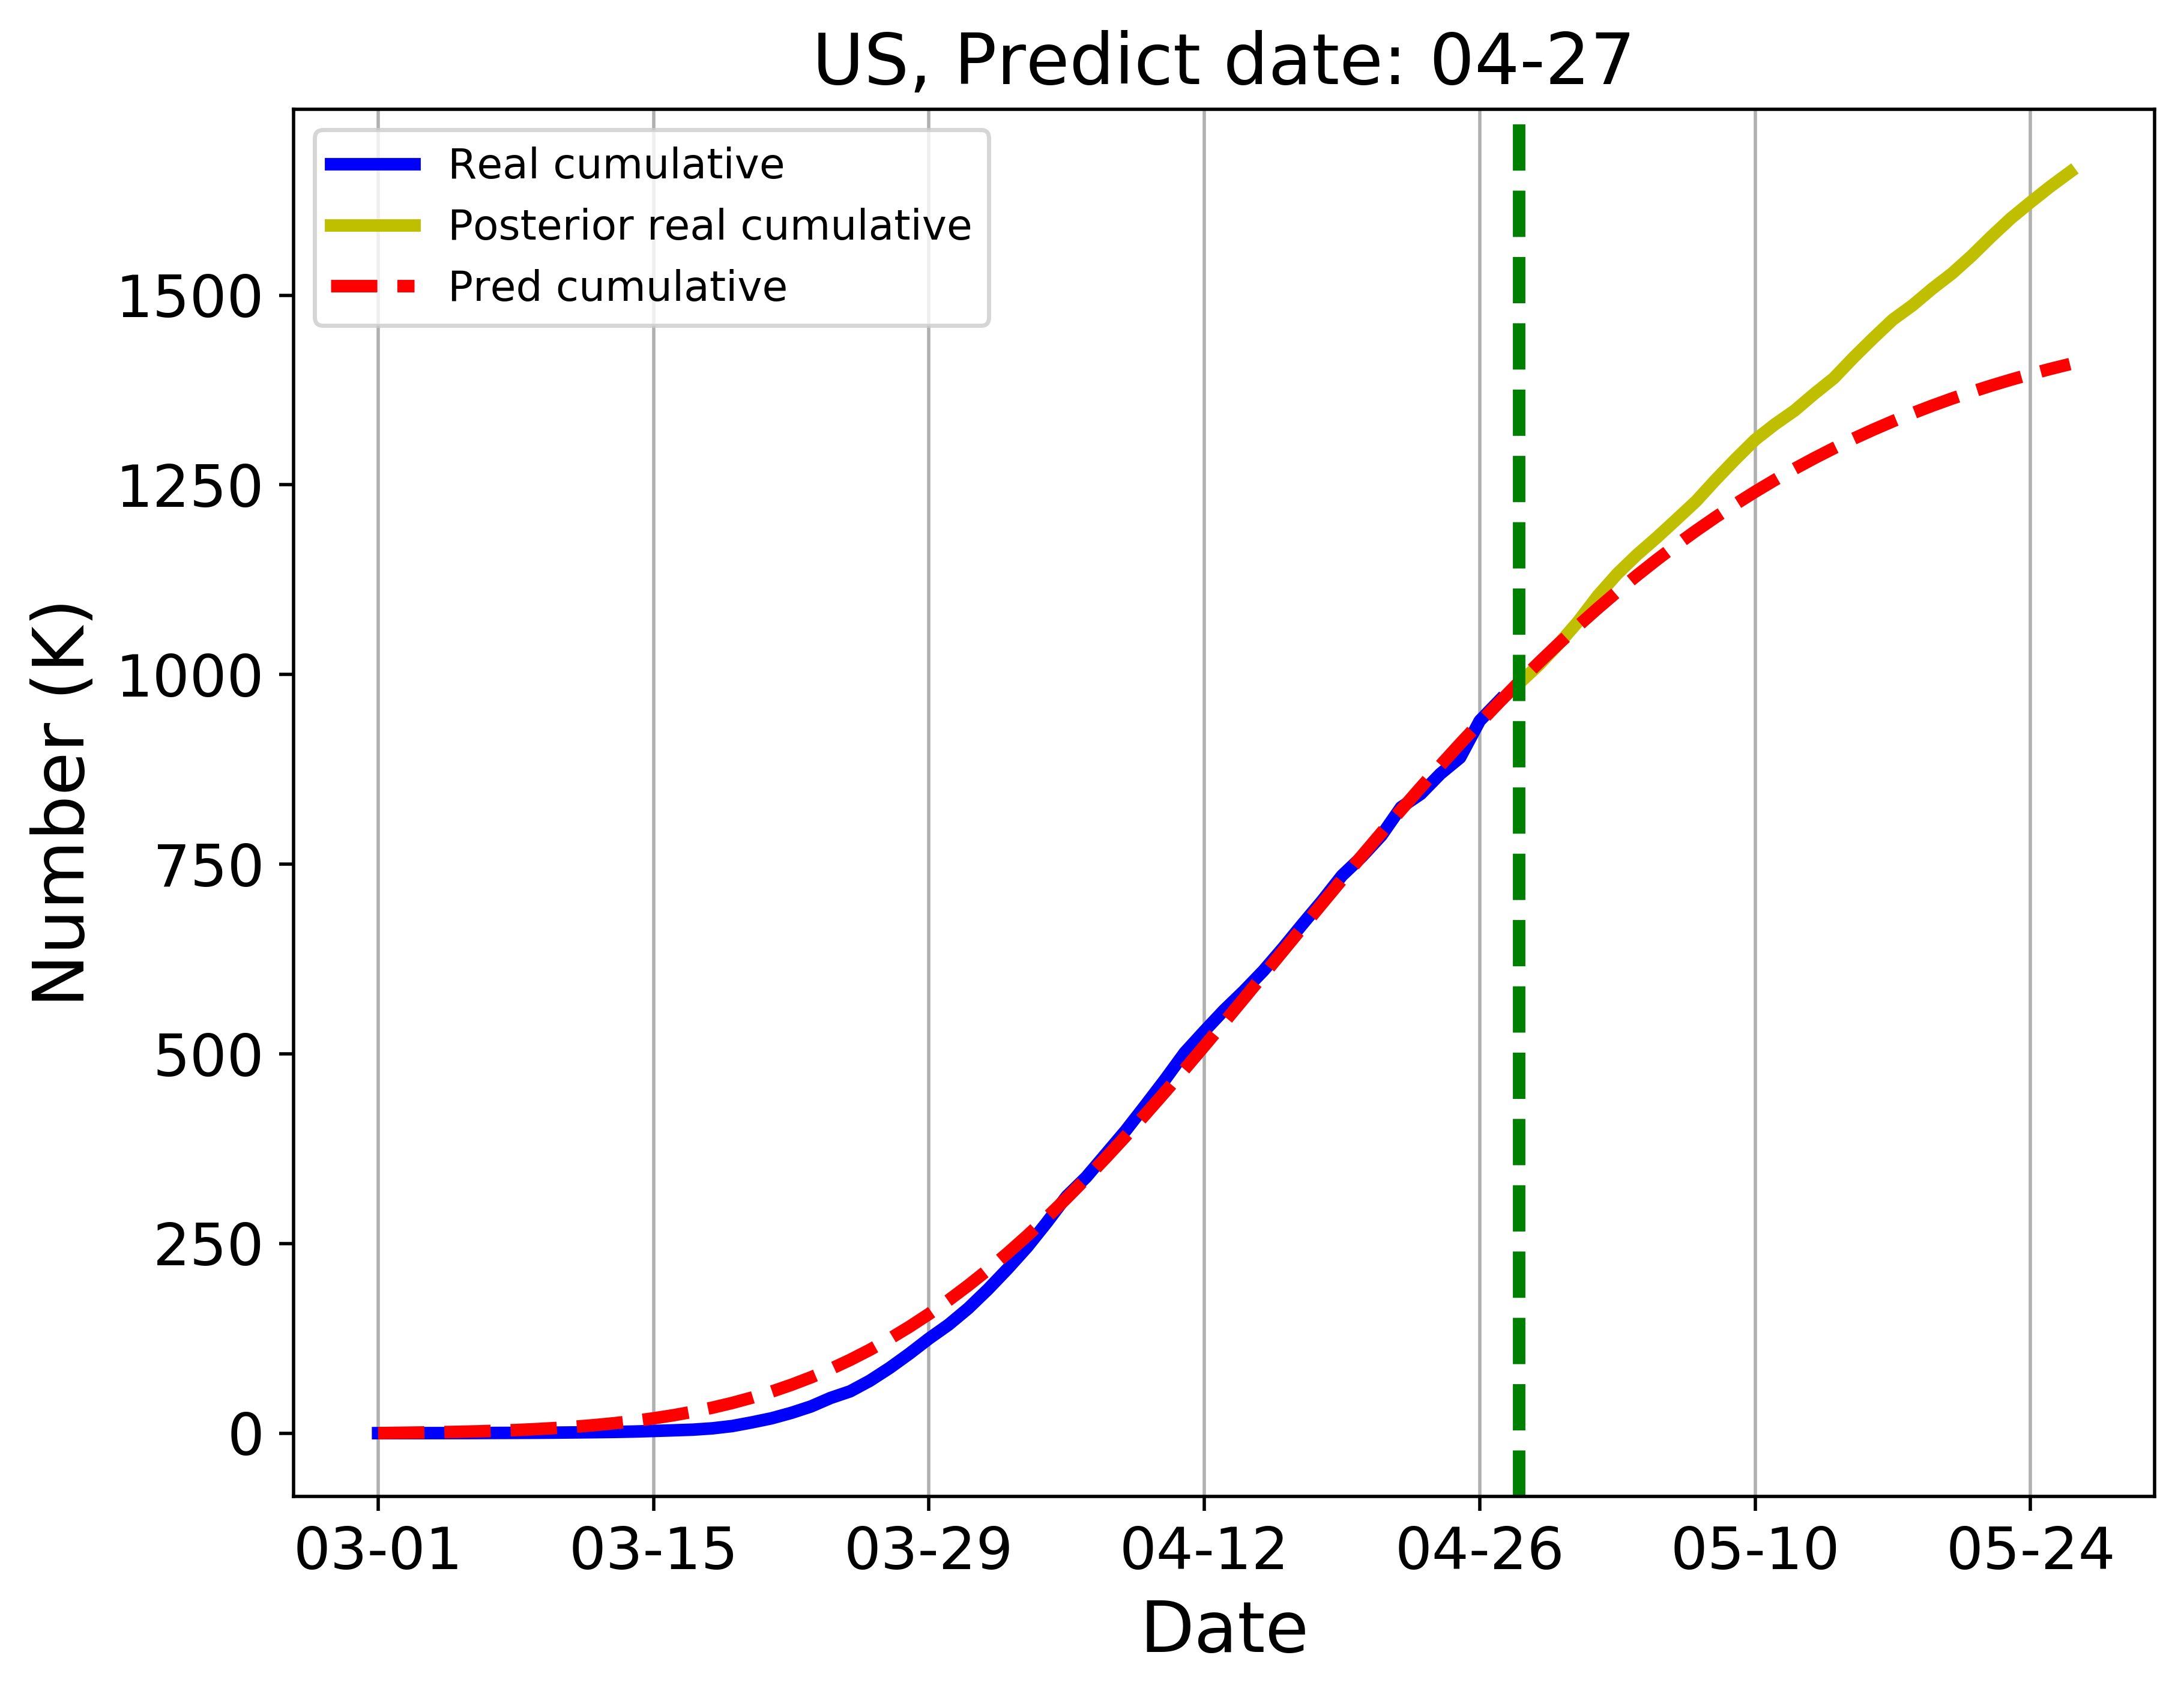 US, Predict date: 04-27
Real cumulative
Posterior real cumulative
Pred cumulative
1500
1250
1000
750
500
250
0
Number (K)
03-01 03-15 03-29 04-12 04-26 05-10 05-24
Date